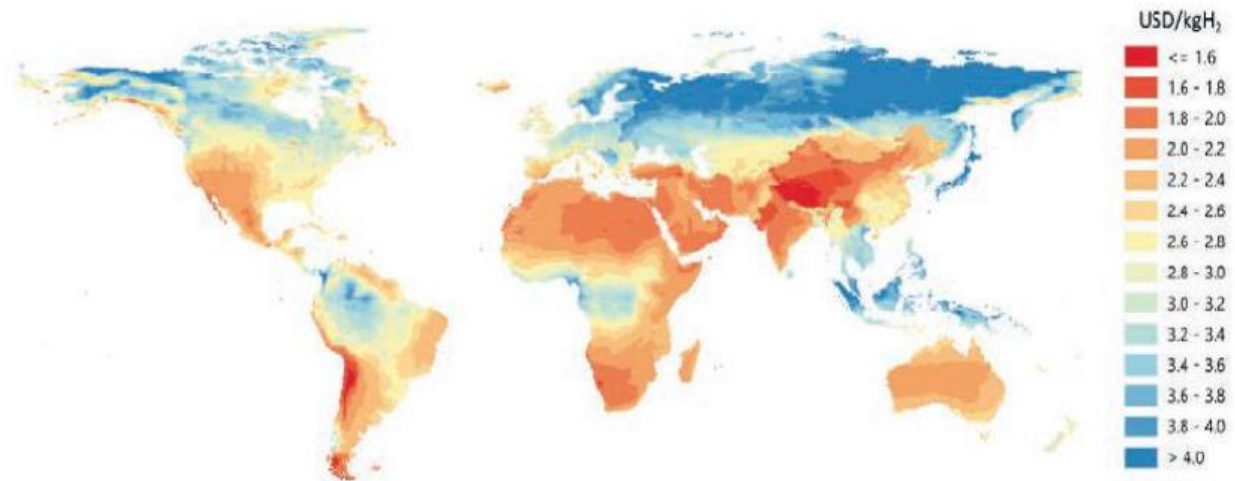 USD/kgH₂
<= 1.6
1.6 - 1.8
1.8 - 2.0
2.0 - 2.2
2.2 - 2.4
2.4 - 2.6
2.6 - 2.8
2.8 - 3.0
3.0 - 3.2
3.2 - 3.4
3.4 - 3.6
3.6 - 3.8
3.8 - 4.0
> 4.0